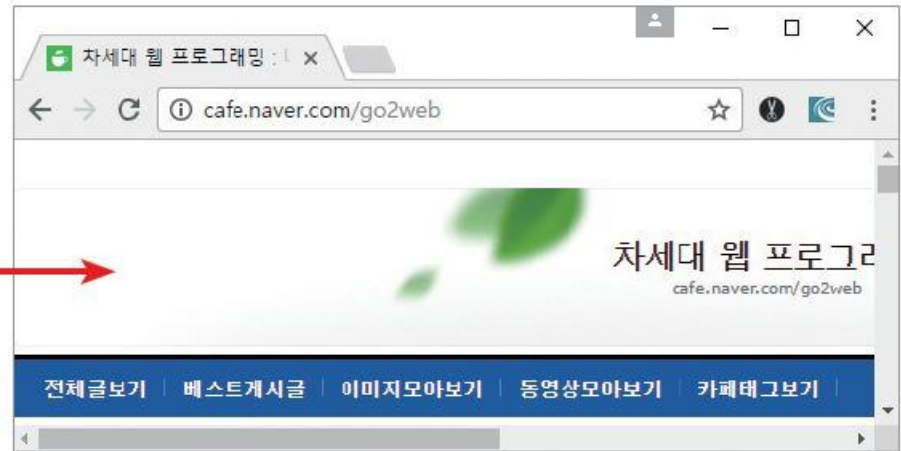 차세대 웹 프로그래밍 :
cafe.naver.com/go2web
차세대 웹 프로그
cafe.naver.com/go2web
전체글보기 베스트게시글 이미지모아보기 동영상모아보기 카페태그보기